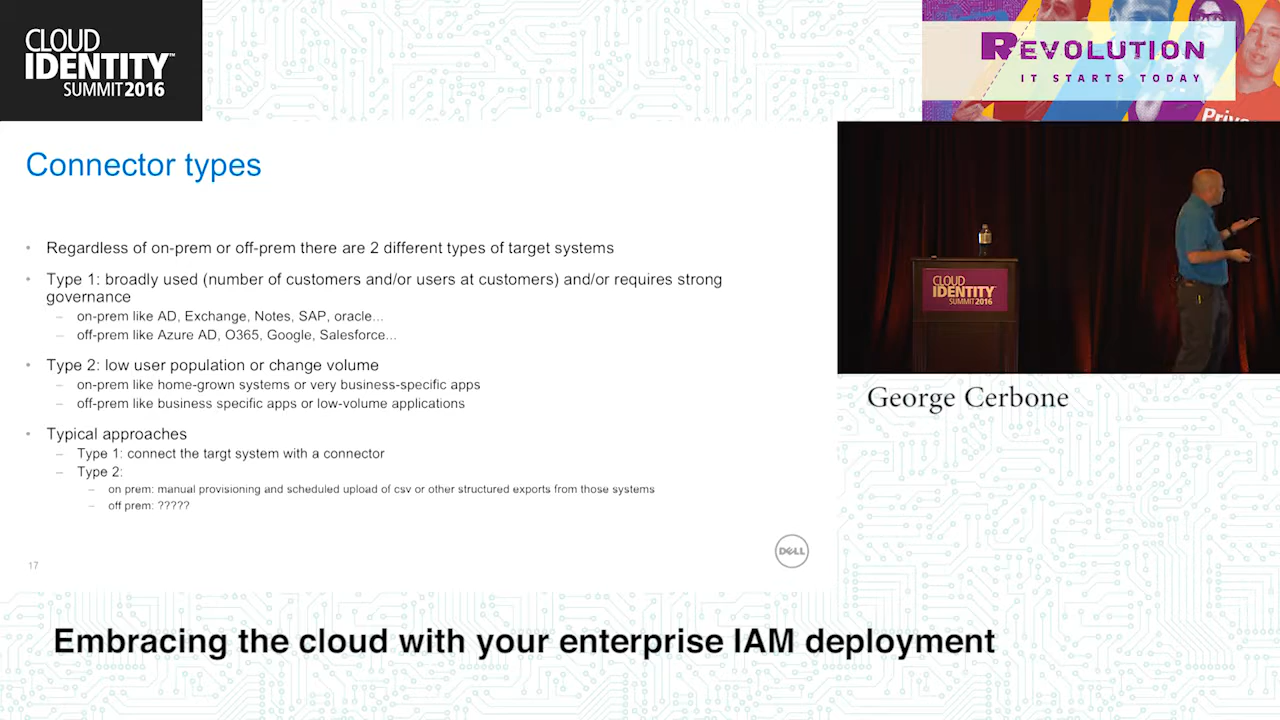 CLOUD
IDENTITY™
SUMMIT 2016
REVOLUTION
IT STARTS TODAY
Connector types
• Regardless of on-prem or off-prem there are 2 different types of target systems
• Type 1: broadly used (number of customers and/or users at customers) and/or requires strong
governance
– on-prem like AD, Exchange, Notes, SAP, oracle...
– off-prem like Azure AD, O365, Google, Salesforce...
• Type 2: low user population or change volume
– on-prem like home-grown systems or very business-specific apps
– off-prem like business specific apps or low-volume applications
• Typical approaches
– Type 1: connect the targt system with a connector
– Type 2:
– on prem: manual provisioning and scheduled upload of csv or other structured exports from those systems
– off prem: ?????
17
DELL
CLOUD
IDENTITY
SUMMIT 2016
George Cerbone
Embracing the cloud with your enterprise IAM deployment